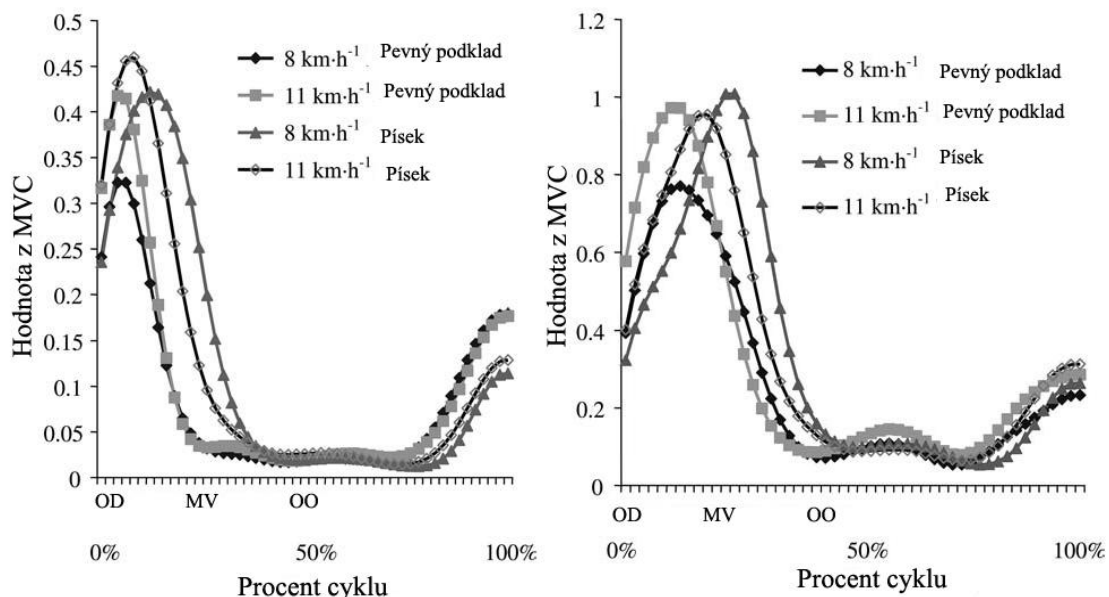 0.5
0.45
0.4
0.35
0.3
0.25
0.2
0.15
0.1
0.05
0
Hodnota z MVC
8 km·h⁻¹ Pevný podklad
11 km·h⁻¹ Pevný podklad
8 km·h⁻¹ Písek
11 km·h⁻¹ Písek
OD MV OO
0% 50% 100%
Procent cyklu
1.2
1
0.8
0.6
0.4
0.2
0
Hodnota z MVC
8 km·h⁻¹ Pevný podklad
11 km·h⁻¹ Pevný podklad
8 km·h⁻¹ Písek
11 km·h⁻¹ Písek
OD MV OO
0% 50% 100%
Procent cyklu